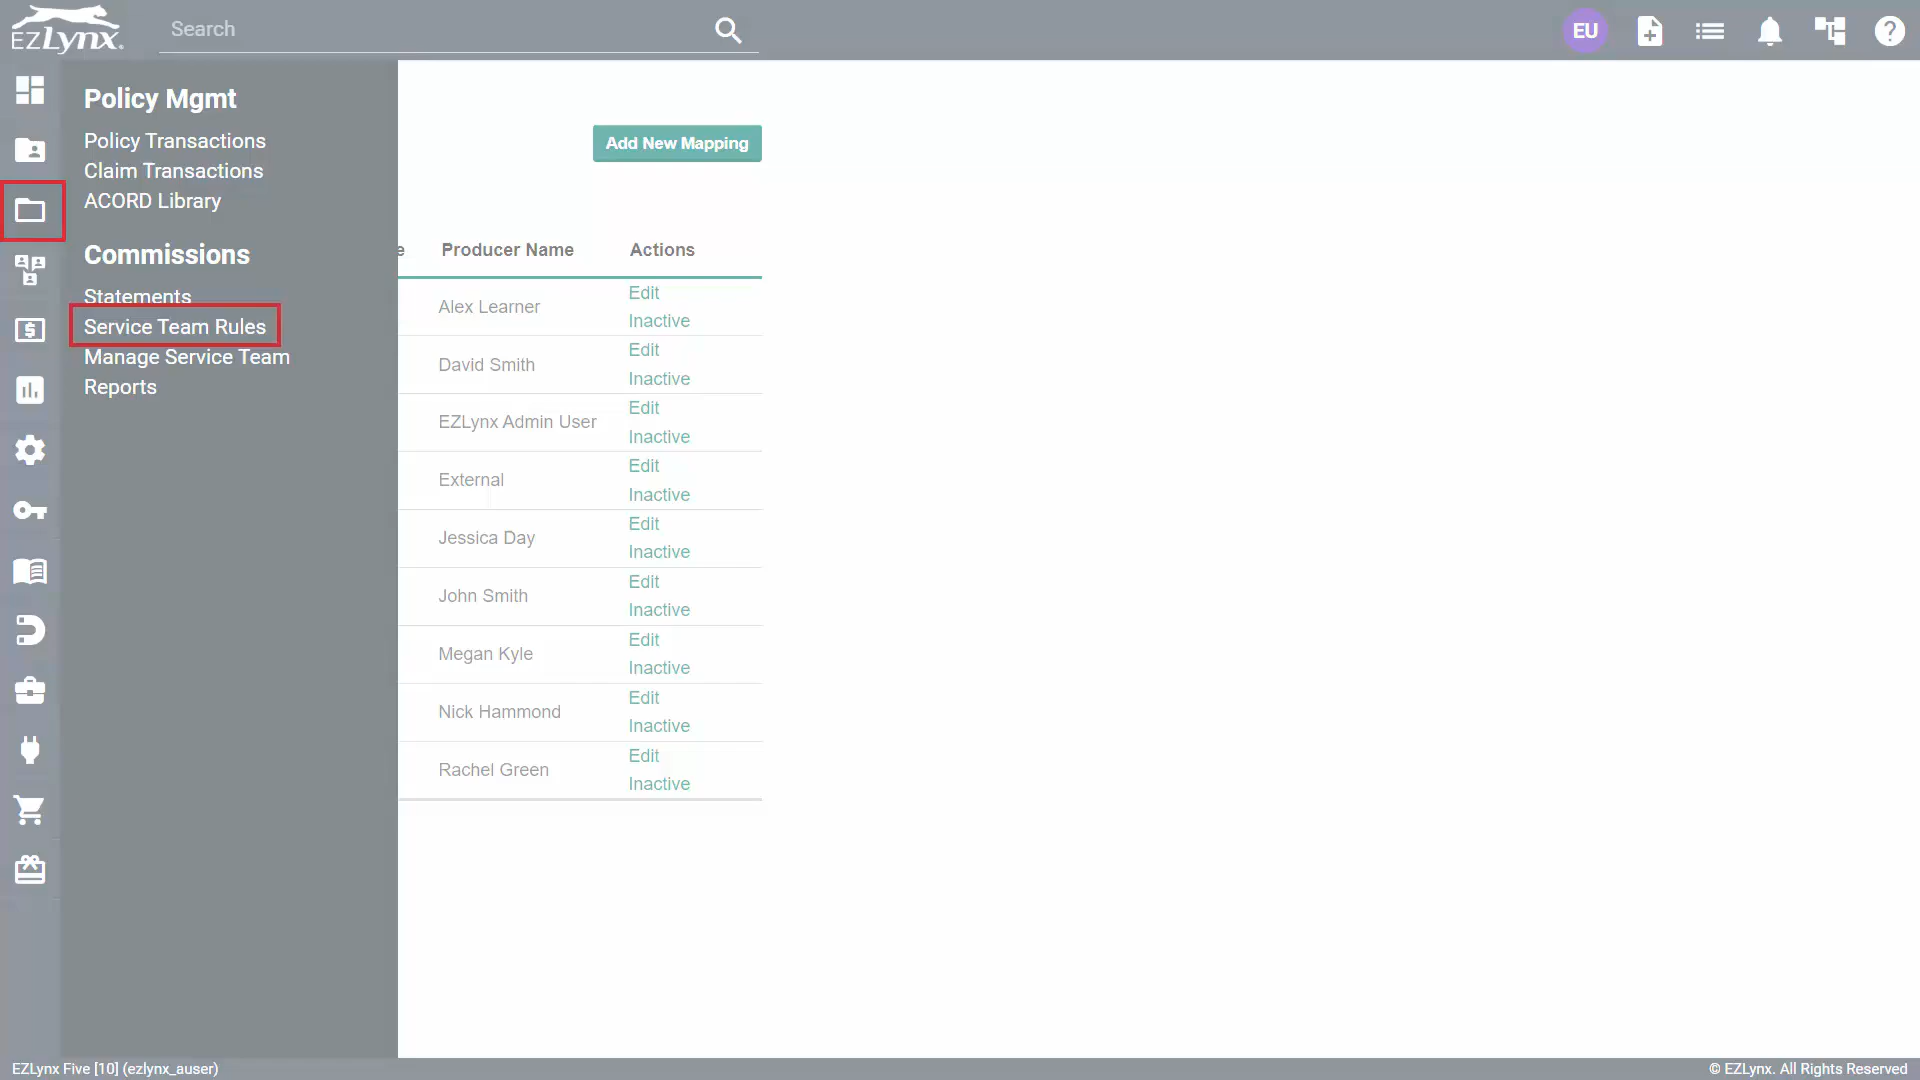 EZLynx
Search
EU
Policy Mgmt
Policy Transactions
Claim Transactions
ACORD Library
Commissions
Statements
Service Team Rules
Manage Service Team
Reports
Add New Mapping
e Producer Name Actions
Alex Learner Edit
Inactive
David Smith Edit
Inactive
EZLynx Admin User Edit
Inactive
External Edit
Inactive
Jessica Day Edit
Inactive
John Smith Edit
Inactive
Megan Kyle Edit
Inactive
Nick Hammond Edit
Inactive
Rachel Green Edit
Inactive
EZLynx Five [10] (ezlynx_auser)
© EZLynx. All Rights Reserved